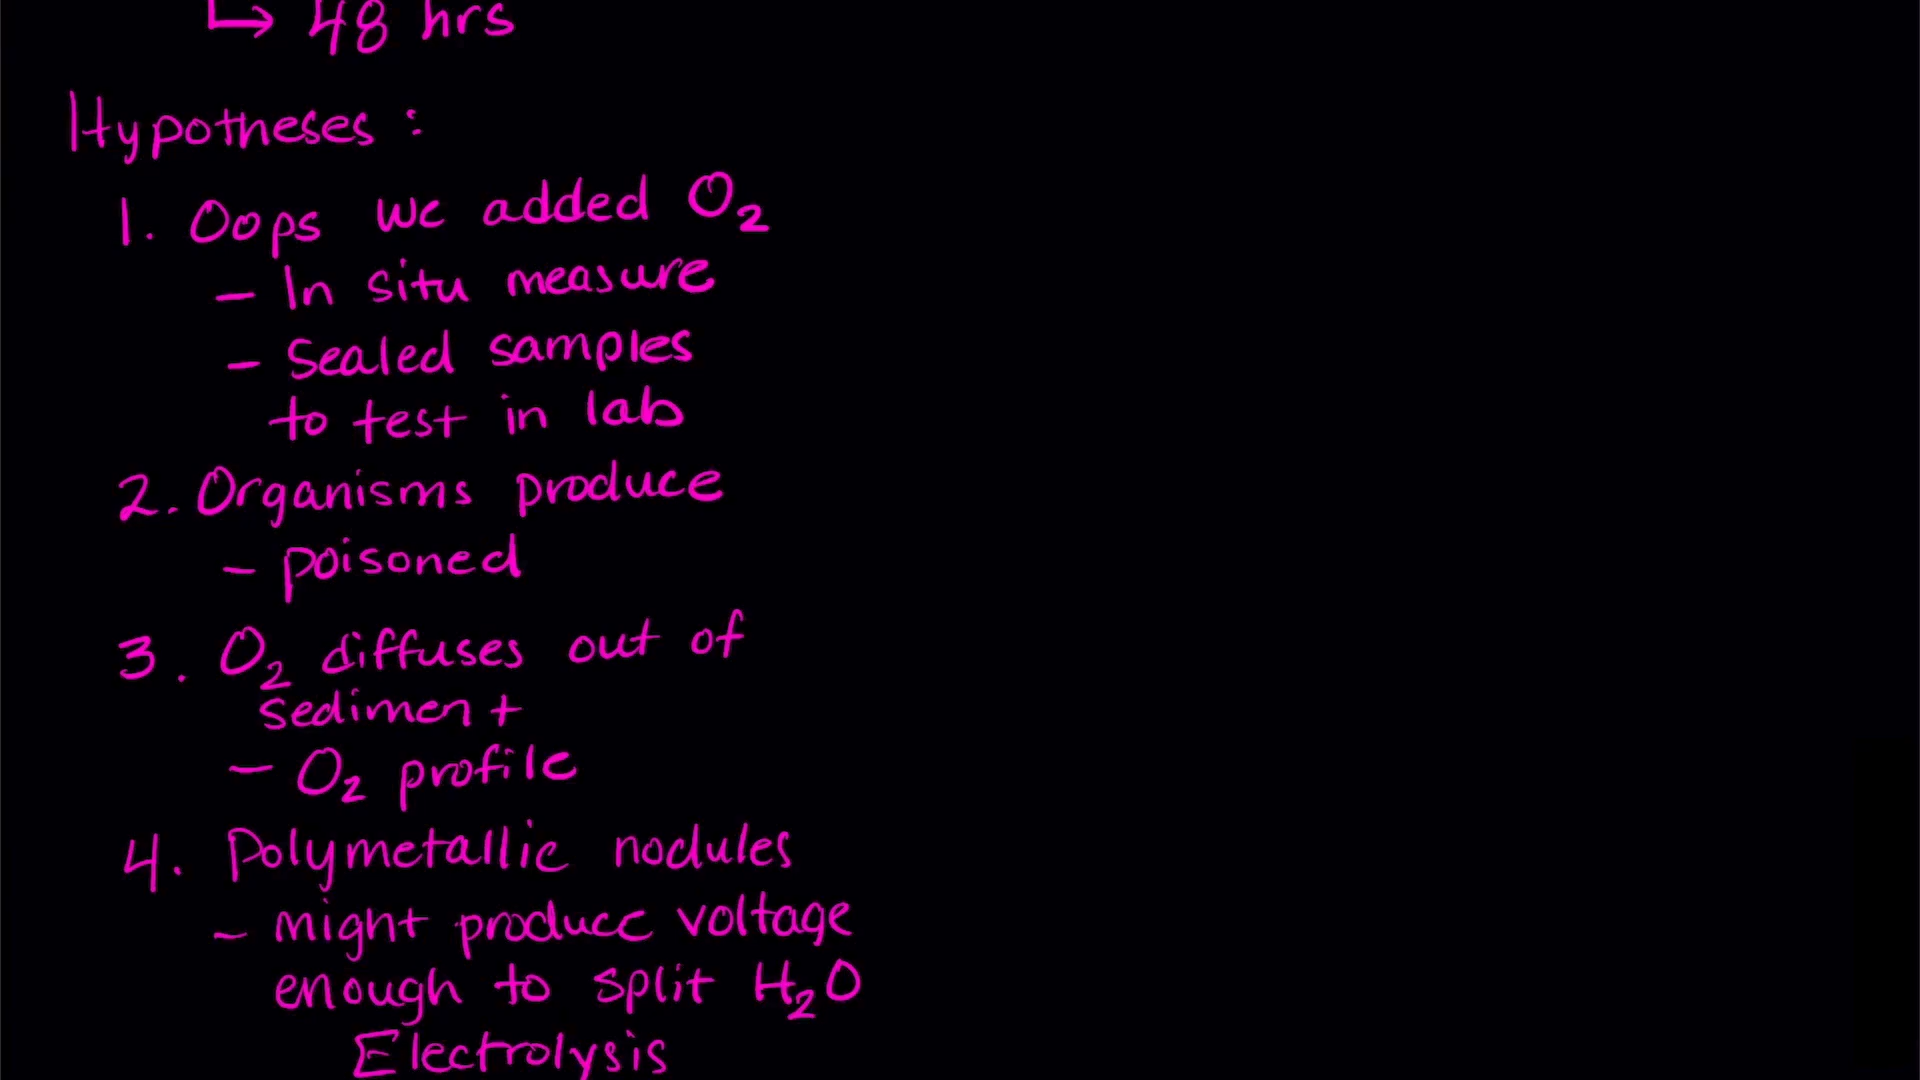 ↳ 48 hrs
Hypotheses :
1. Oops we added O₂
- In situ measure
- Sealed samples
to test in lab
2. Organisms produce
- poisoned
3. O₂ diffuses out of
sediment
- O₂ profile
4. Polymetallic nodules
- might produce voltage
enough to split H₂O
Electrolysis